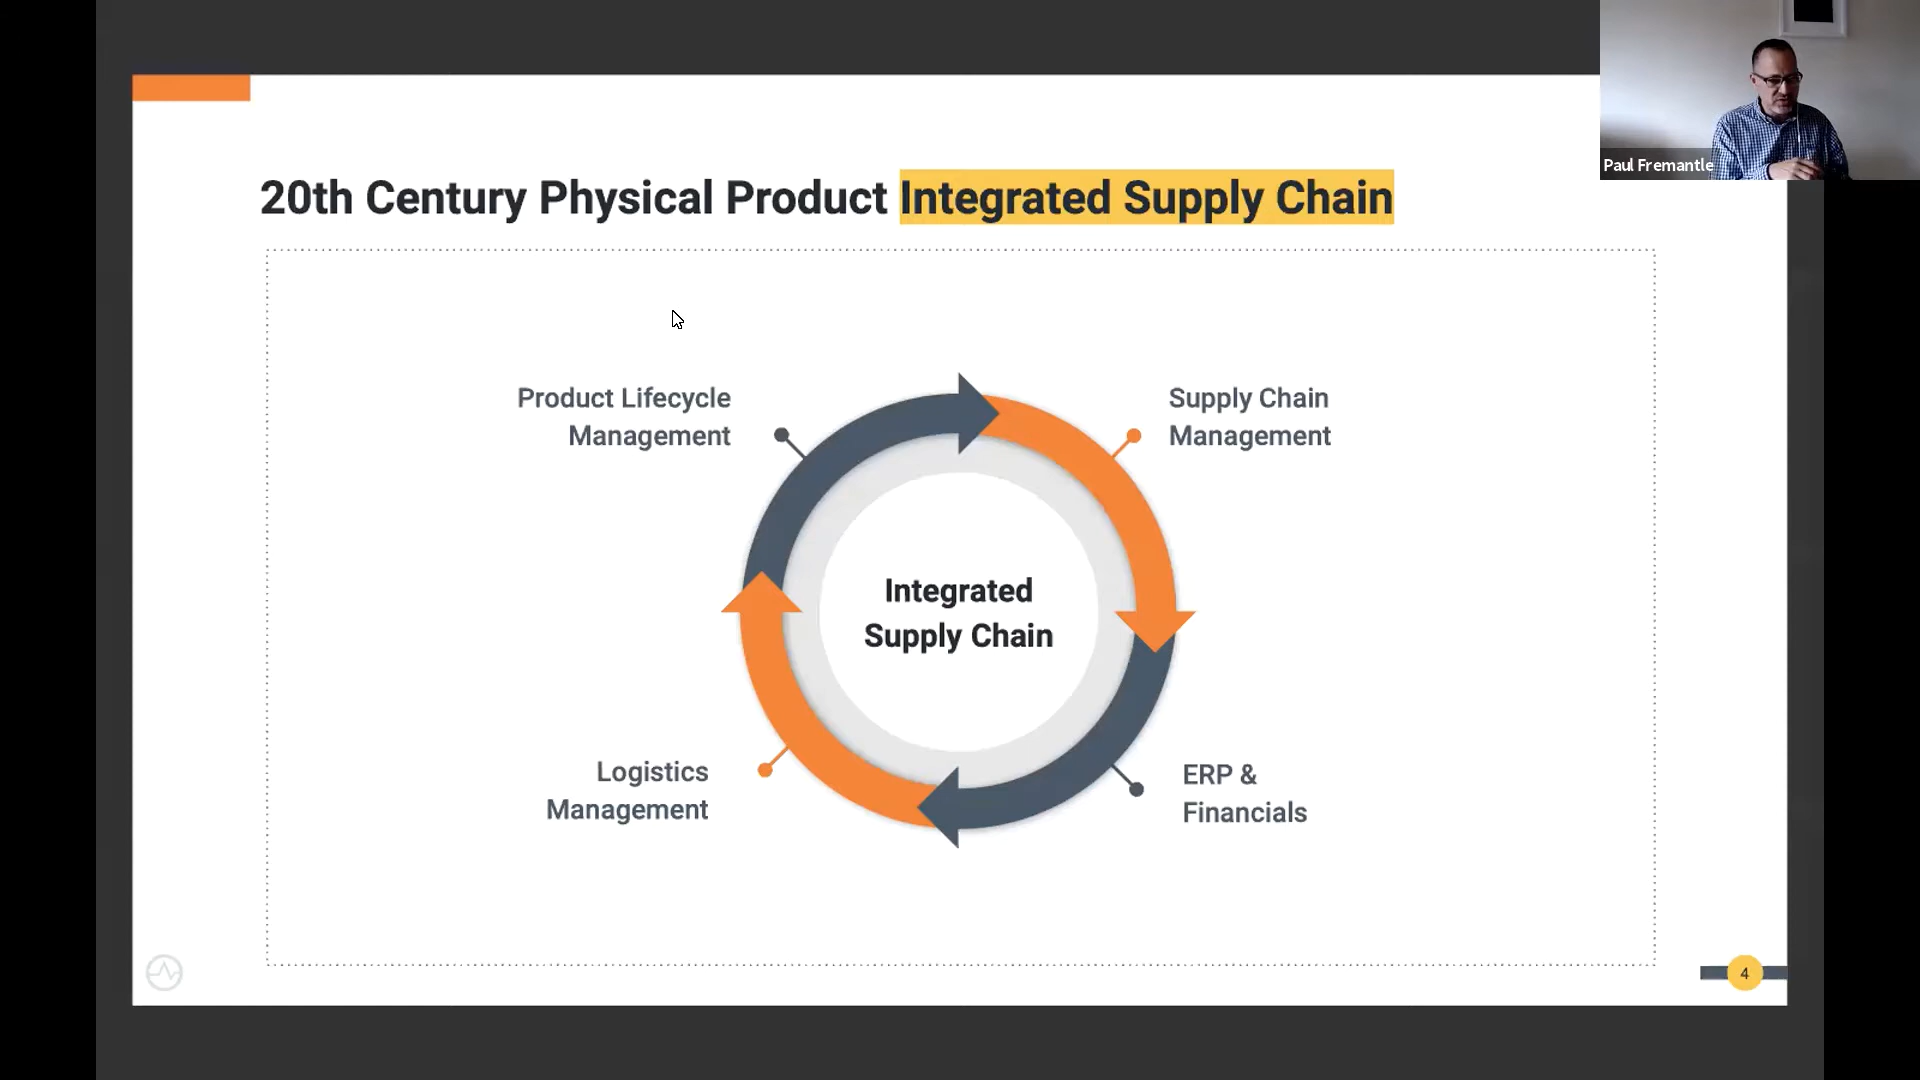 Paul Fremantle
20th Century Physical Product Integrated Supply Chain
Product Lifecycle
Management
Supply Chain
Management
Integrated
Supply Chain
Logistics
Management
ERP &
Financials
4